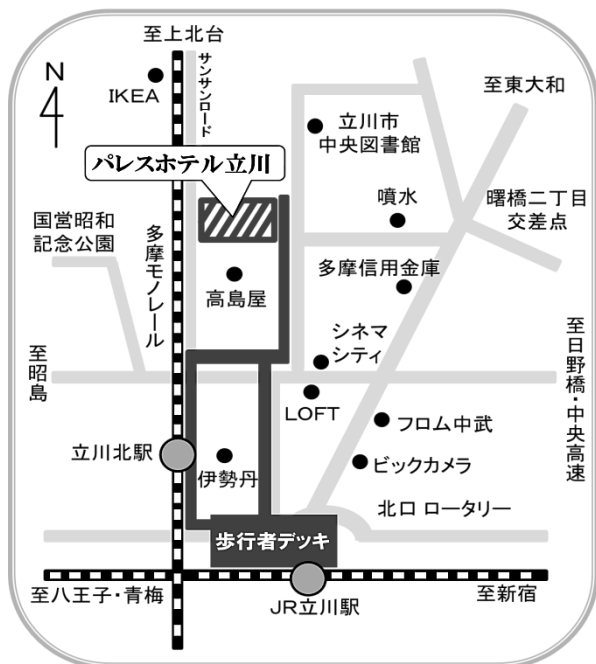 至上北台
N
IKEA
サンサンロード
至東大和
立川市
中央図書館
パレスホテル立川
噴水
曙橋二丁目
交差点
国営昭和
記念公園
多摩モノレール
多摩信用金庫
高島屋
シネマ
シティ
至昭島
至日野橋・中央高速
LOFT
フロム中武
立川北駅
伊勢丹
ビックカメラ
北口 ロータリー
歩行者デッキ
至八王子・青梅
JR立川駅
至新宿